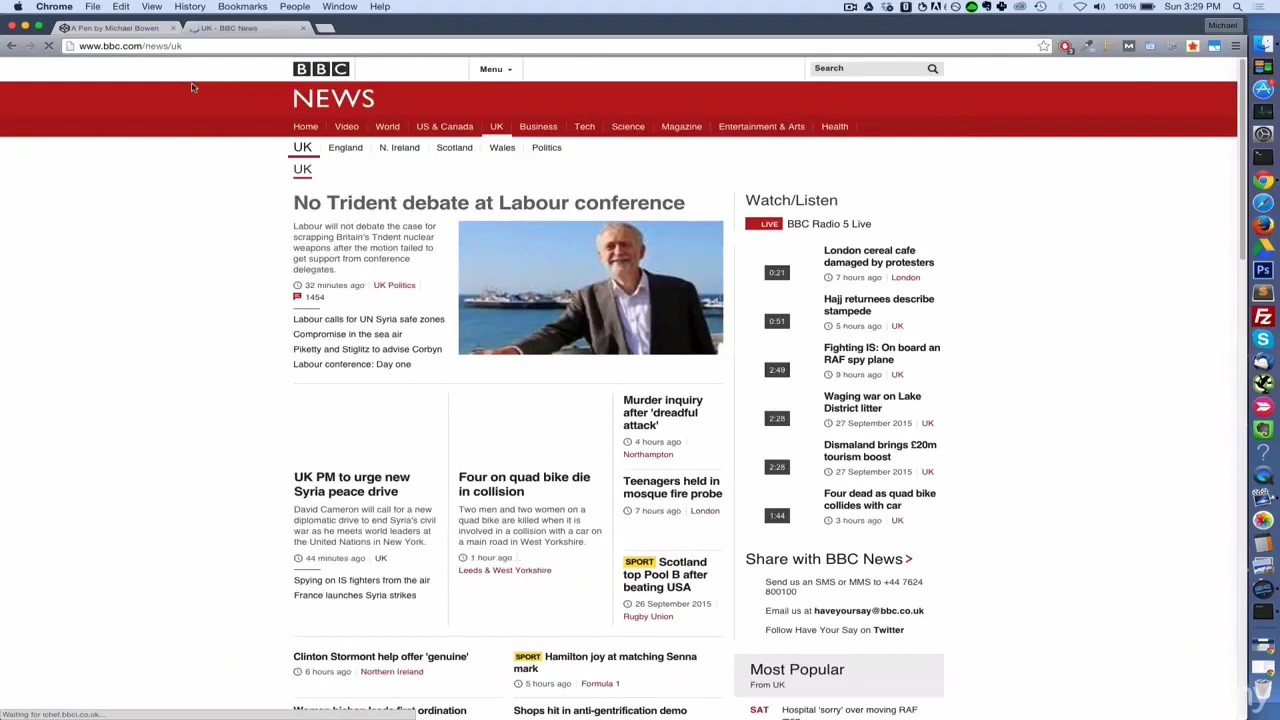 Chrome File Edit View History Bookmarks People Window Help
100% Sun 3:29 PM
A Pen by Michael Bowen
UK - BBC News
Michael
www.bbc.com/news/uk
BBC
Menu
Search
NEWS
Home Video World US & Canada UK Business Tech Science Magazine Entertainment & Arts Health
UK England N. Ireland Scotland Wales Politics
UK
No Trident debate at Labour conference
Labour will not debate the case for
scrapping Britain's Trident nuclear
weapons after the motion failed to
get support from conference
delegates.
32 minutes ago UK Politics
1454
Labour calls for UN Syria safe zones
Compromise in the sea air
Piketty and Stiglitz to advise Corbyn
Labour conference: Day one
UK PM to urge new
Syria peace drive
David Cameron will call for a new
diplomatic drive to end Syria's civil
war as he meets world leaders at
the United Nations in New York.
44 minutes ago UK
Spying on IS fighters from the air
France launches Syria strikes
Four on quad bike die
in collision
Two men and two women on a
quad bike are killed when it is
involved in a collision with a car on
a main road in West Yorkshire.
1 hour ago
Leeds & West Yorkshire
Murder inquiry
after 'dreadful
attack'
4 hours ago
Northampton
Teenagers held in
mosque fire probe
7 hours ago London
SPORT Scotland
top Pool B after
beating USA
26 September 2015
Rugby Union
Clinton Stormont help offer 'genuine'
6 hours ago Northern Ireland
SPORT Hamilton joy at matching Senna
mark
5 hours ago Formula 1
ordination
Shops hit in anti-gentrification demo
Watch/Listen
LIVE BBC Radio 5 Live
London cereal cafe
damaged by protesters
0:21
7 hours ago London
Hajj returnees describe
stampede
0:51
5 hours ago UK
Fighting IS: On board an
RAF spy plane
2:49
9 hours ago UK
Waging war on Lake
District litter
2:28
27 September 2015 UK
Dismaland brings £20m
tourism boost
2:28
27 September 2015 UK
Four dead as quad bike
collides with car
1:44
3 hours ago UK
Share with BBC News >
Send us an SMS or MMS to +44 7624
800100
Email us at haveyoursay@bbc.co.uk
Follow Have Your Say on Twitter
Most Popular
From UK
SAT Hospital 'sorry' over moving RAF
Waiting for ichef.bbci.co.uk...